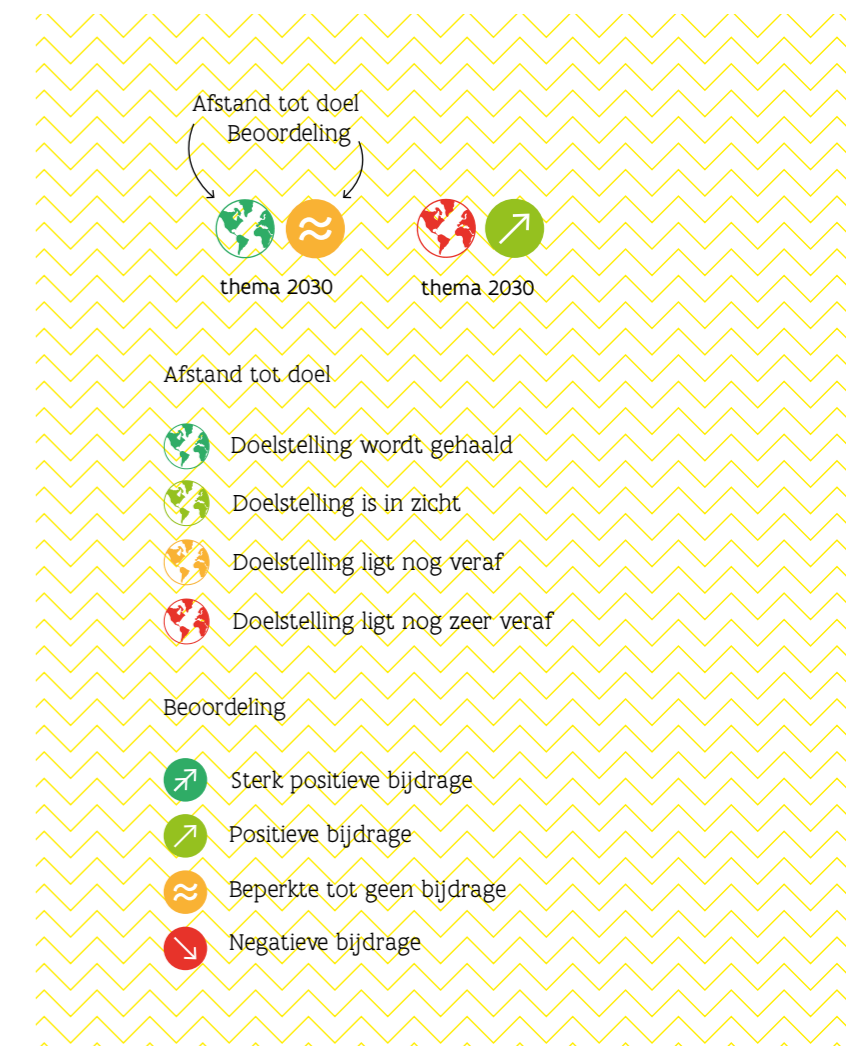 Afstand tot doel
Beoordeling
thema 2030
thema 2030
Afstand tot doel
Doelstelling wordt gehaald
Doelstelling is in zicht
Doelstelling ligt nog veraf
Doelstelling ligt nog zeer veraf
Beoordeling
Sterk positieve bijdrage
Positieve bijdrage
Beperkte tot geen bijdrage
Negatieve bijdrage